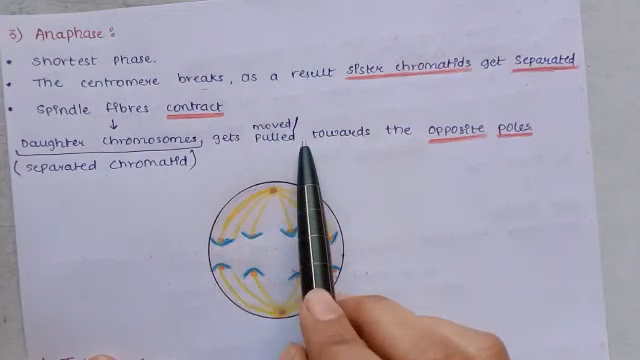 3) Anaphase :
• Shortest phase.
• The centromere breaks, as a result sister chromatids get separated
• Spindle fibres contract
↓
Daughter chromosomes, gets moved/pulled towards the opposite poles
(separated chromatid)